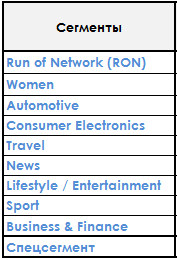 Сегменты
Run of Network (RON)
Women
Automotive
Consumer Electronics
Travel
News
Lifestyle / Entertainment
Sport
Business & Finance
Спецсегмент